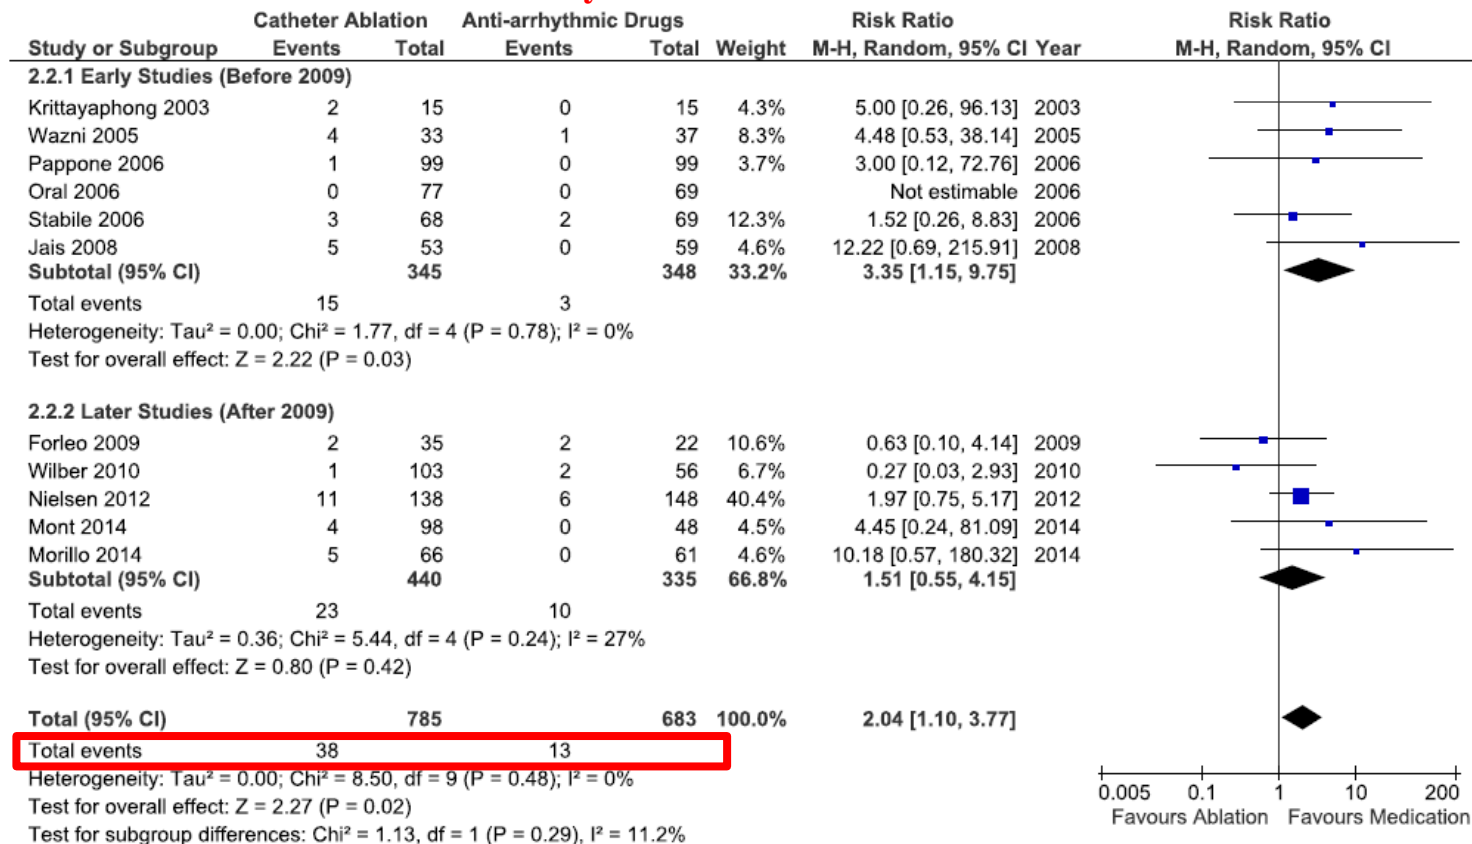 Catheter Ablation Anti-arrhythmic Drugs Risk Ratio Risk Ratio
Study or Subgroup Events Total Events Total Weight M-H, Random, 95% CI Year M-H, Random, 95% CI
2.2.1 Early Studies (Before 2009)
Krittayaphong 2003 2 15 0 15 4.3% 5.00 [0.26, 96.13] 2003
Wazni 2005 4 33 1 37 8.3% 4.48 [0.53, 38.14] 2005
Pappone 2006 1 99 0 99 3.7% 3.00 [0.12, 72.76] 2006
Oral 2006 0 77 0 69 Not estimable 2006
Stabile 2006 3 68 2 69 12.3% 1.52 [0.26, 8.83] 2006
Jais 2008 5 53 0 59 4.6% 12.22 [0.69, 215.91] 2008
Subtotal (95% CI) 345 348 33.2% 3.35 [1.15, 9.75]
Total events 15 3
Heterogeneity: Tau² = 0.00; Chi² = 1.77, df = 4 (P = 0.78); I² = 0%
Test for overall effect: Z = 2.22 (P = 0.03)
2.2.2 Later Studies (After 2009)
Forleo 2009 2 35 2 22 10.6% 0.63 [0.10, 4.14] 2009
Wilber 2010 1 103 2 56 6.7% 0.27 [0.03, 2.93] 2010
Nielsen 2012 11 138 6 148 40.4% 1.97 [0.75, 5.17] 2012
Mont 2014 4 98 0 48 4.5% 4.45 [0.24, 81.09] 2014
Morillo 2014 5 66 0 61 4.6% 10.18 [0.57, 180.32] 2014
Subtotal (95% CI) 440 335 66.8% 1.51 [0.55, 4.15]
Total events 23 10
Heterogeneity: Tau² = 0.36; Chi² = 5.44, df = 4 (P = 0.24); I² = 27%
Test for overall effect: Z = 0.80 (P = 0.42)
Total (95% CI) 785 683 100.0% 2.04 [1.10, 3.77]
Total events 38 13
Heterogeneity: Tau² = 0.00; Chi² = 8.50, df = 9 (P = 0.48); I² = 0%
Test for overall effect: Z = 2.27 (P = 0.02)
Test for subgroup differences: Chi² = 1.13, df = 1 (P = 0.29), I² = 11.2%
0.005 0.1 1 10 200
Favours Ablation Favours Medication